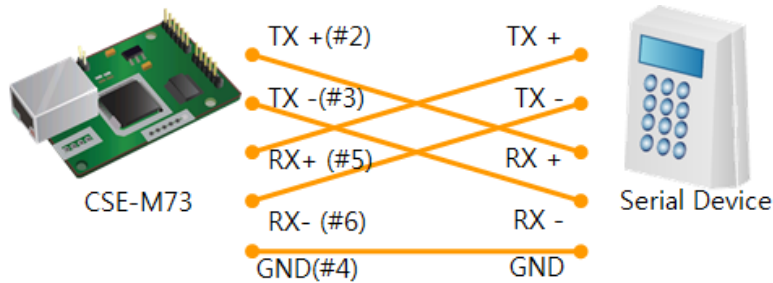 TX +(#2) TX +
TX -(#3) TX -
RX+ (#5) RX +
CSE-M73 Serial Device
RX- (#6) RX -
GND(#4) GND